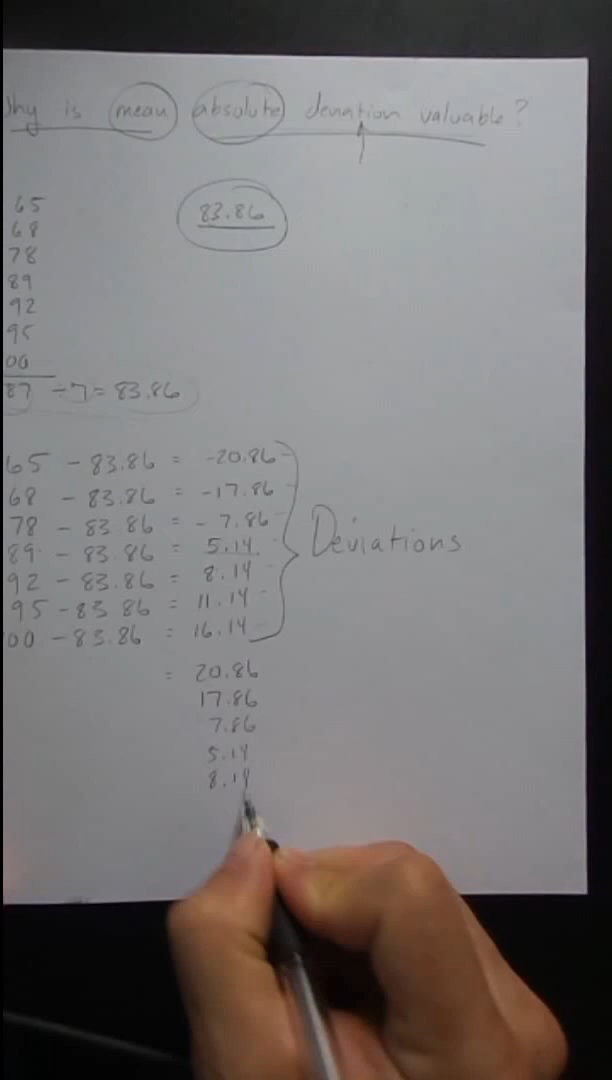 Why is mean absolute deviation valuable?
83.86
65
68
78
89
92
95
00
87 ÷ 7 = 83.86
65 - 83.86 = -20.86
68 - 83.86 = -17.86
78 - 83.86 = -7.86
89 - 83.86 = 5.14
92 - 83.86 = 8.14
95 - 83.86 = 11.14
00 - 83.86 = 16.14
Deviations
= 20.86
17.86
7.86
5.14
8.14